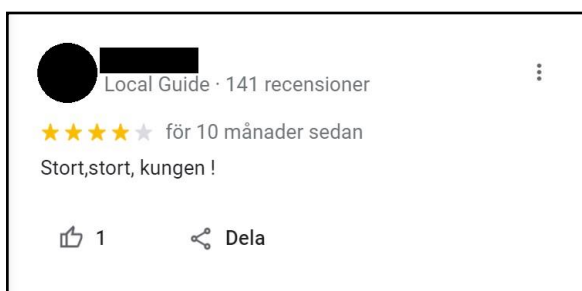 Local Guide · 141 recensioner
för 10 månader sedan
Stort,stort, kungen !
1
Dela